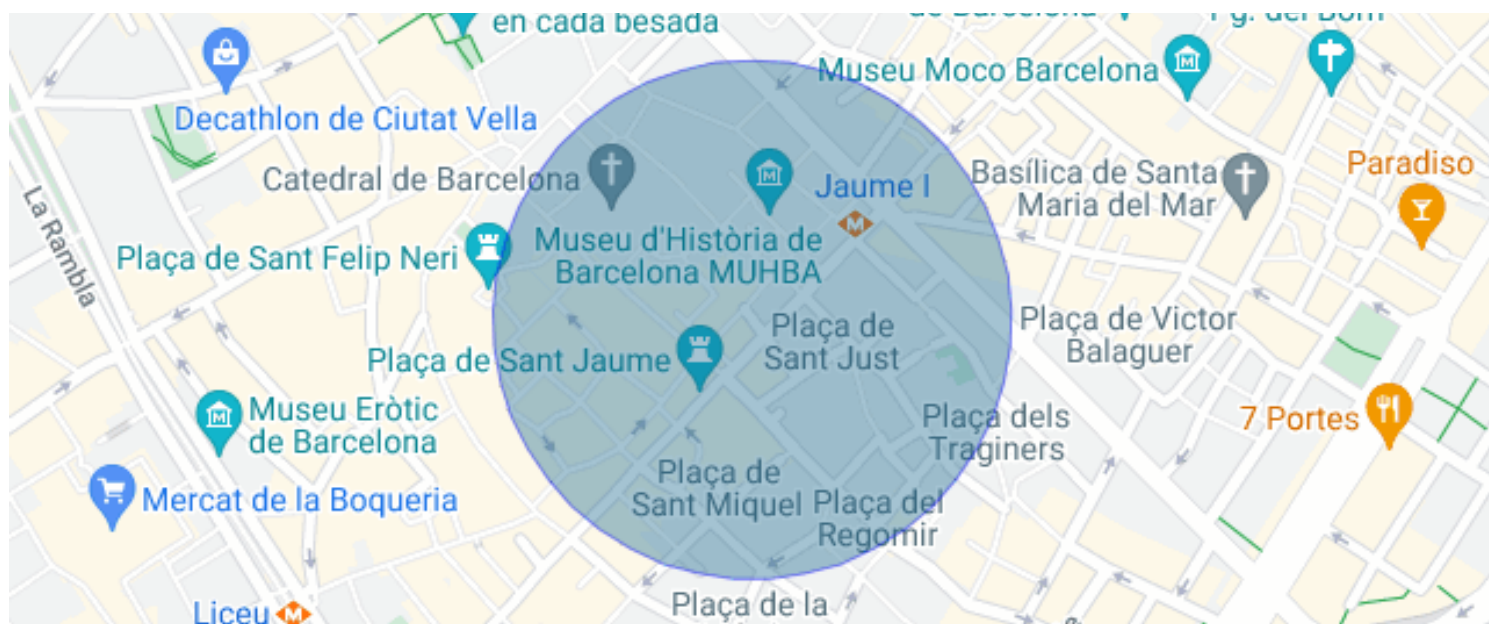 en cada besada
de Barcelona
Pg. del Born
Museu Moco Barcelona
Decathlon de Ciutat Vella
Catedral de Barcelona
Jaume I
Basílica de Santa
Maria del Mar
Paradiso
La Rambla
Plaça de Sant Felip Neri
Museu d'Història de
Barcelona MUHBA
Plaça de
Sant Just
Plaça de Victor
Balaguer
Plaça de Sant Jaume
Museu Eròtic
de Barcelona
Plaça dels
Traginers
7 Portes
Mercat de la Boqueria
Plaça de
Sant Miquel
Plaça del
Regomir
Liceu
Plaça de la